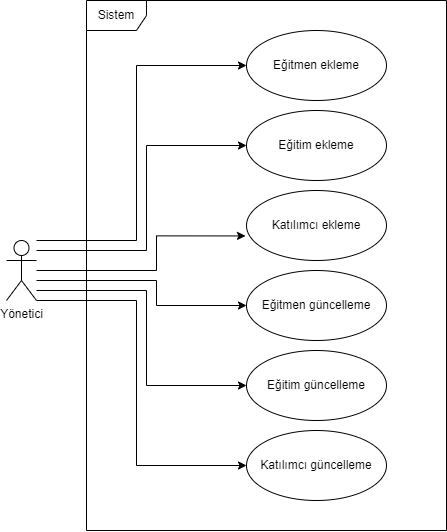 Sistem
Eğitmen ekleme
Eğitim ekleme
Katılımcı ekleme
Eğitmen güncelleme
Yönetici
Eğitim güncelleme
Katılımcı güncelleme